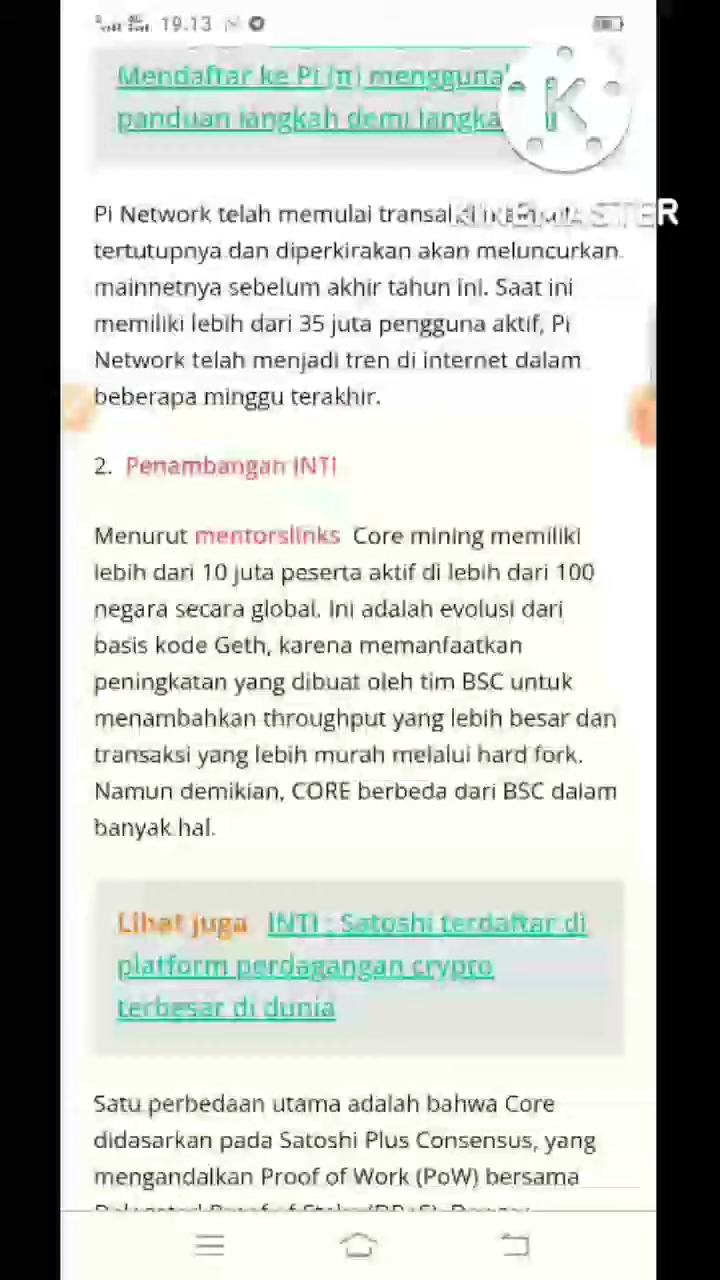 19.13
Mendaftar ke Pi (π) menggunakan
panduan langkah demi langkah ini
KINEMASTER
Pi Network telah memulai transaksi
tertutupnya dan diperkirakan akan meluncurkan
mainnetnya sebelum akhir tahun ini. Saat ini
memiliki lebih dari 35 juta pengguna aktif, Pi
Network telah menjadi tren di internet dalam
beberapa minggu terakhir.
2. Penambangan INTI
Menurut mentorslinks Core mining memiliki
lebih dari 10 juta peserta aktif di lebih dari 100
negara secara global. Ini adalah evolusi dari
basis kode Geth, karena memanfaatkan
peningkatan yang dibuat oleh tim BSC untuk
menambahkan throughput yang lebih besar dan
transaksi yang lebih murah melalui hard fork.
Namun demikian, CORE berbeda dari BSC dalam
banyak hal.
Lihat juga INTI : Satoshi terdaftar di
platform perdagangan crypto
terbesar di dunia
Satu perbedaan utama adalah bahwa Core
didasarkan pada Satoshi Plus Consensus, yang
mengandalkan Proof of Work (PoW) bersama